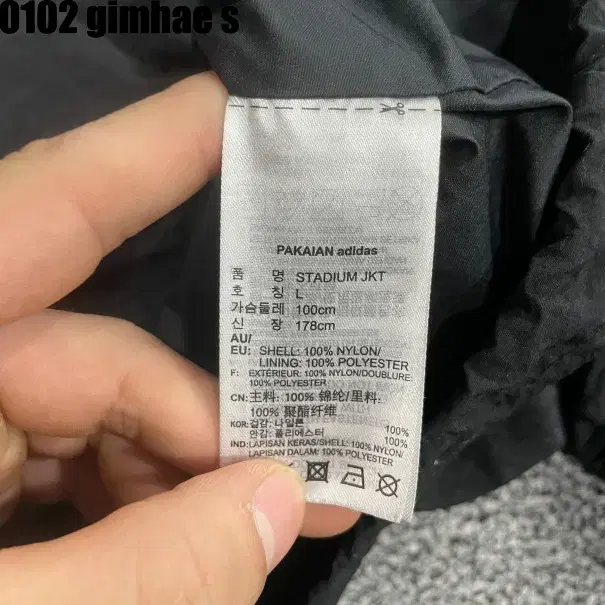 0102 gimhae s
PAKAIAN adidas
품 명 STADIUM JKT
호 칭 L
가슴둘레 100cm
신 장 178cm
AU/
EU: SHELL: 100% NYLON/
LINING: 100% POLYESTER
F: EXTÉRIEUR: 100% NYLON/DOUBLURE:
100% POLYESTER
CN: 主料: 100% 锦纶/里料:
100% 聚酯纤维
KOR: 겉감: 나일론 100%
안감: 폴리에스터 100%
IND: LAPISAN KERAS/SHELL: 100% NYLON/
LAPISAN DALAM: 100% POLYESTER